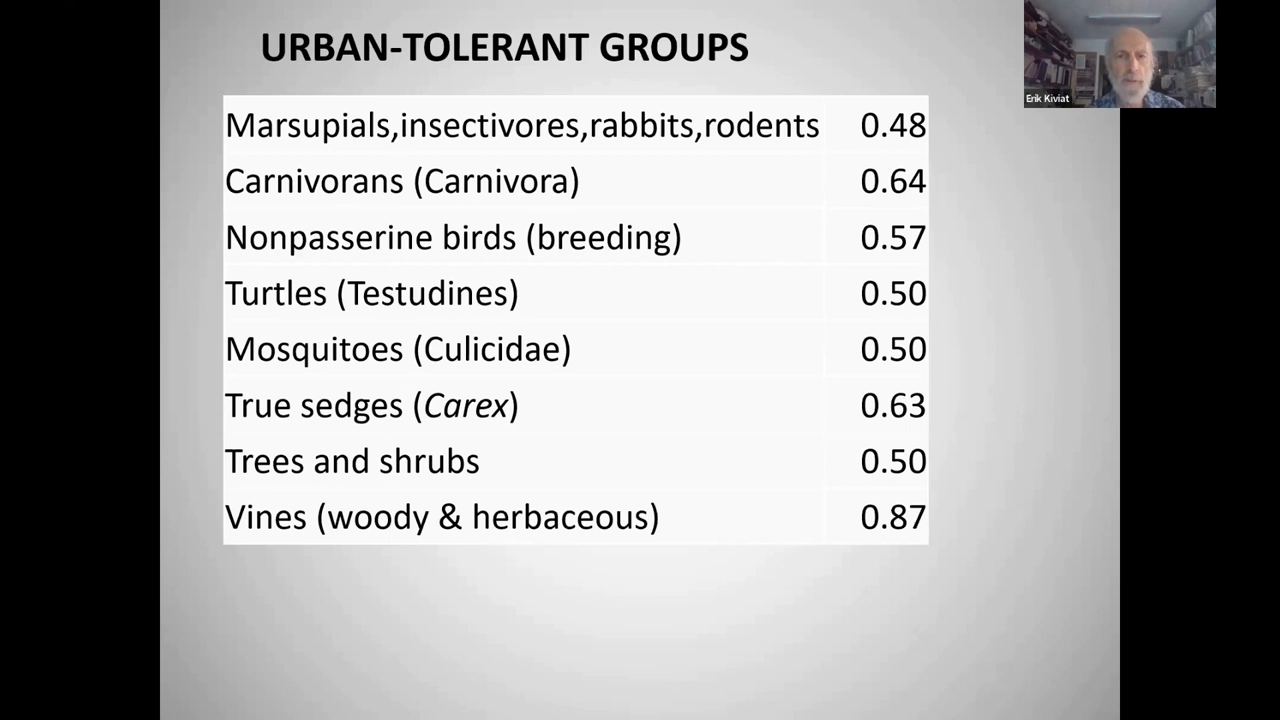 URBAN-TOLERANT GROUPS
Marsupials,insectivores,rabbits,rodents 0.48
Carnivorans (Carnivora) 0.64
Nonpasserine birds (breeding) 0.57
Turtles (Testudines) 0.50
Mosquitoes (Culicidae) 0.50
True sedges (Carex) 0.63
Trees and shrubs 0.50
Vines (woody & herbaceous) 0.87
Erik Kiviat